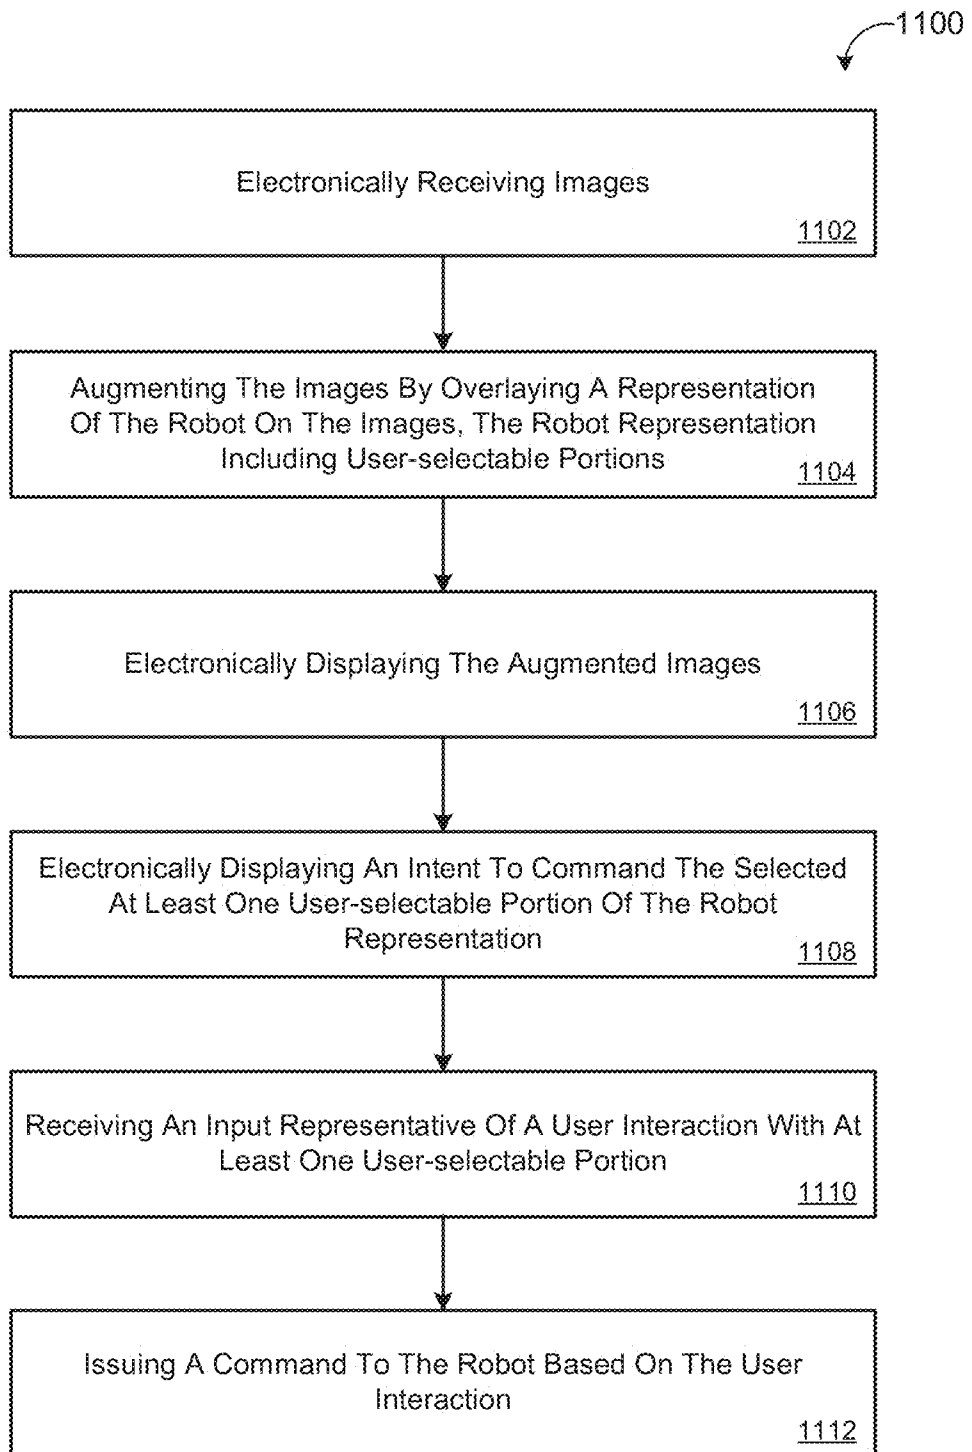 1100
Electronically Receiving Images
1102
Augmenting The Images By Overlaying A Representation
Of The Robot On The Images, The Robot Representation
Including User-selectable Portions
1104
Electronically Displaying The Augmented Images
1106
Electronically Displaying An Intent To Command The Selected
At Least One User-selectable Portion Of The Robot
Representation
1108
Receiving An Input Representative Of A User Interaction With At
Least One User-selectable Portion
1110
Issuing A Command To The Robot Based On The User
Interaction
1112